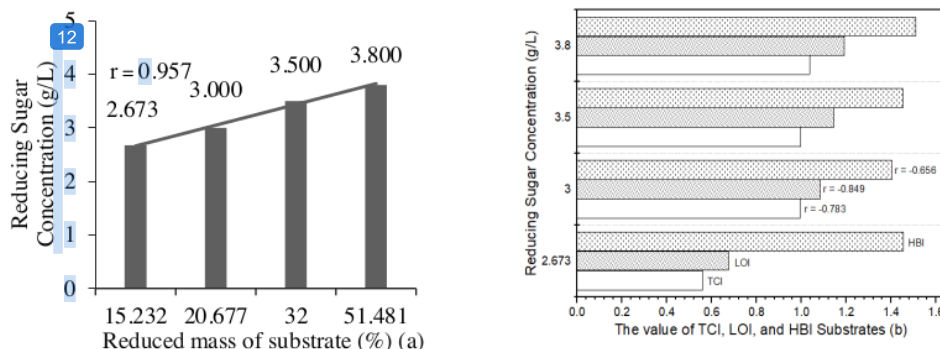 5
12
4
3
2
1
0
Reducing Sugar
Concentration (g/L)
r = 0.957
2.673
3.000
3.500
3.800
15.232 20.677 32 51.481
Reduced mass of substrate (%) (a)
Reducing Sugar Concentration (g/L)
3.8
3.5
3
2.673
r = -0.656
r = -0.849
r = -0.783
HBI
LOI
TCI
0.0 0.2 0.4 0.6 0.8 1.0 1.2 1.4 1.6
The value of TCI, LOI, and HBI Substrates (b)